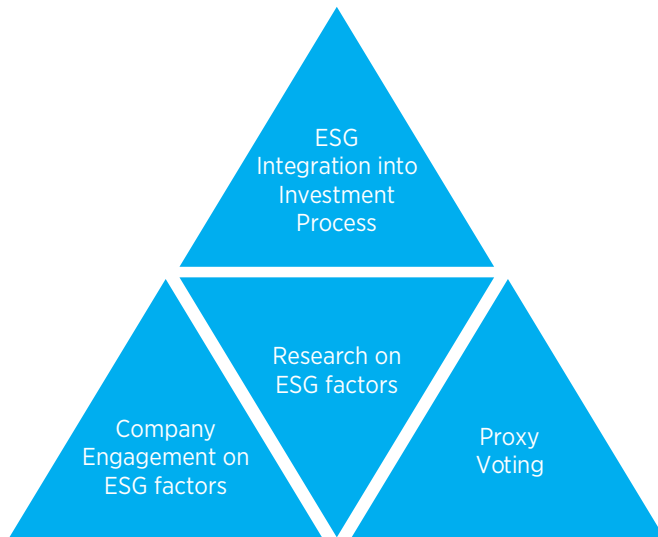 ESG
Integration into
Investment
Process
Research on
ESG factors
Company
Engagement on
ESG factors
Proxy
Voting